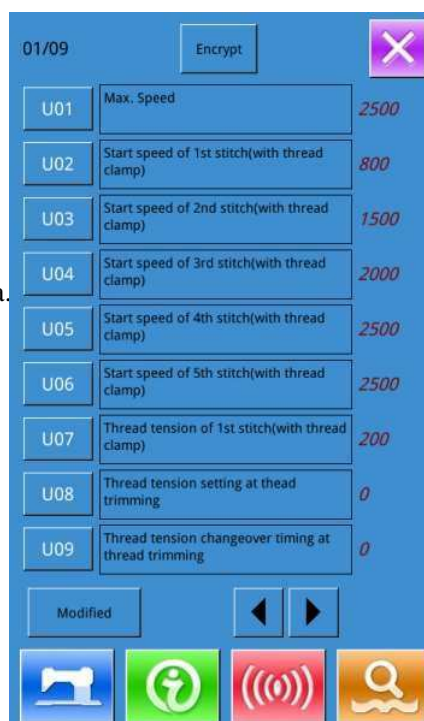 01/09
Encrypt
U01
Max. Speed
2500
U02
Start speed of 1st stitch(with thread
clamp)
800
U03
Start speed of 2nd stitch(with thread
clamp)
1500
U04
Start speed of 3rd stitch(with thread
clamp)
2000
a.
U05
Start speed of 4th stitch(with thread
clamp)
2500
U06
Start speed of 5th stitch(with thread
clamp)
2500
U07
Thread tension of 1st stitch(with thread
clamp)
200
U08
Thread tension setting at thead
trimming
0
U09
Thread tension changeover timing at
thread trimming
0
Modified